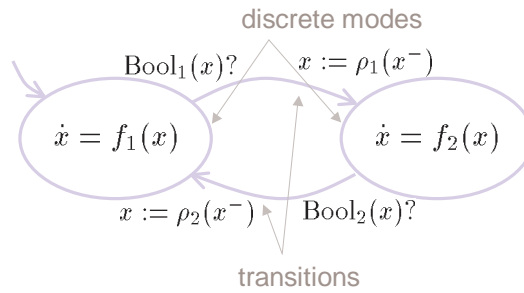 discrete modes
Bool₁(x)? x := ρ₁(x⁻)
ẋ = f₁(x) ẋ = f₂(x)
x := ρ₂(x⁻) Bool₂(x)?
transitions